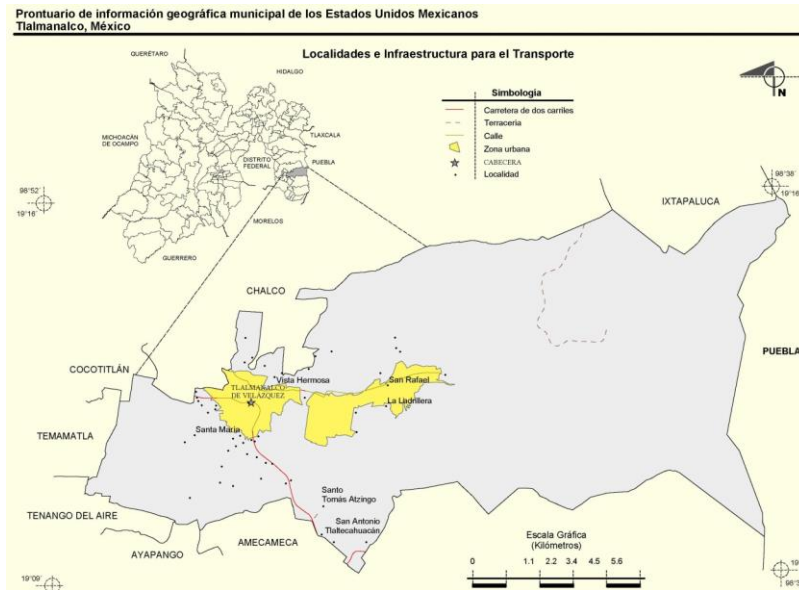 Prontuario de información geográfica municipal de los Estados Unidos Mexicanos
Tlalmanalco, México
Localidades e Infraestructura para el Transporte
QUERÉTARO
HIDALGO
MICHOACÁN
DE OCAMPO
TLAXCALA
DISTRITO
FEDERAL
PUEBLA
MORELOS
GUERRERO
Simbología
Carretera de dos carriles
Terracería
Calle
Zona urbana
CABECERA
Localidad
N
98°52'
19°16'
98°38'
19°16'
IXTAPALUCA
CHALCO
COCOTITLÁN
PUEBLA
Vista Hermosa
San Rafael
TLALMANALCO
DE VELÁZQUEZ
La Ladrillera
TEMAMATLA
Santa María
Santo
Tomás Atzingo
TENANGO DEL AIRE
San Antonio
Tlaltecahuacán
AMECAMECA
AYAPANGO
Escala Gráfica
(Kilómetros)
0 1.1 2.2 3.4 4.5 5.6
19°09'